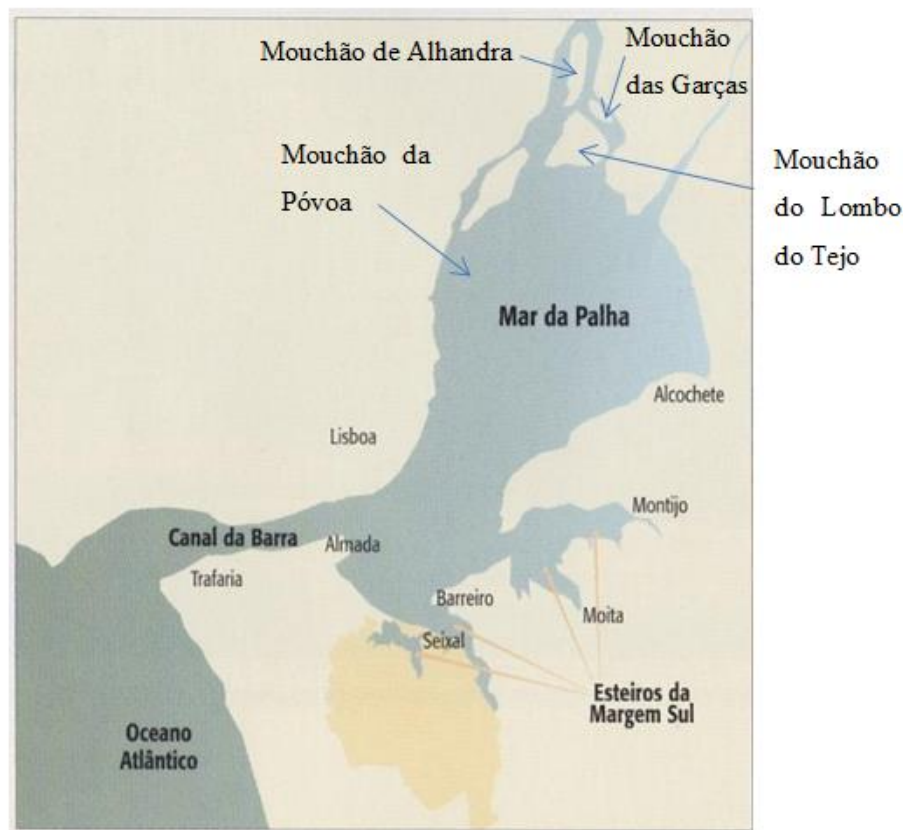 Mouchão de Alhandra
Mouchão
das Garças
Mouchão da
Póvoa
Mouchão
do Lombo
do Tejo
Mar da Palha
Alcochete
Lisboa
Montijo
Canal da Barra
Almada
Trafaria
Barreiro
Moita
Seixal
Esteiros da
Margem Sul
Oceano
Atlântico